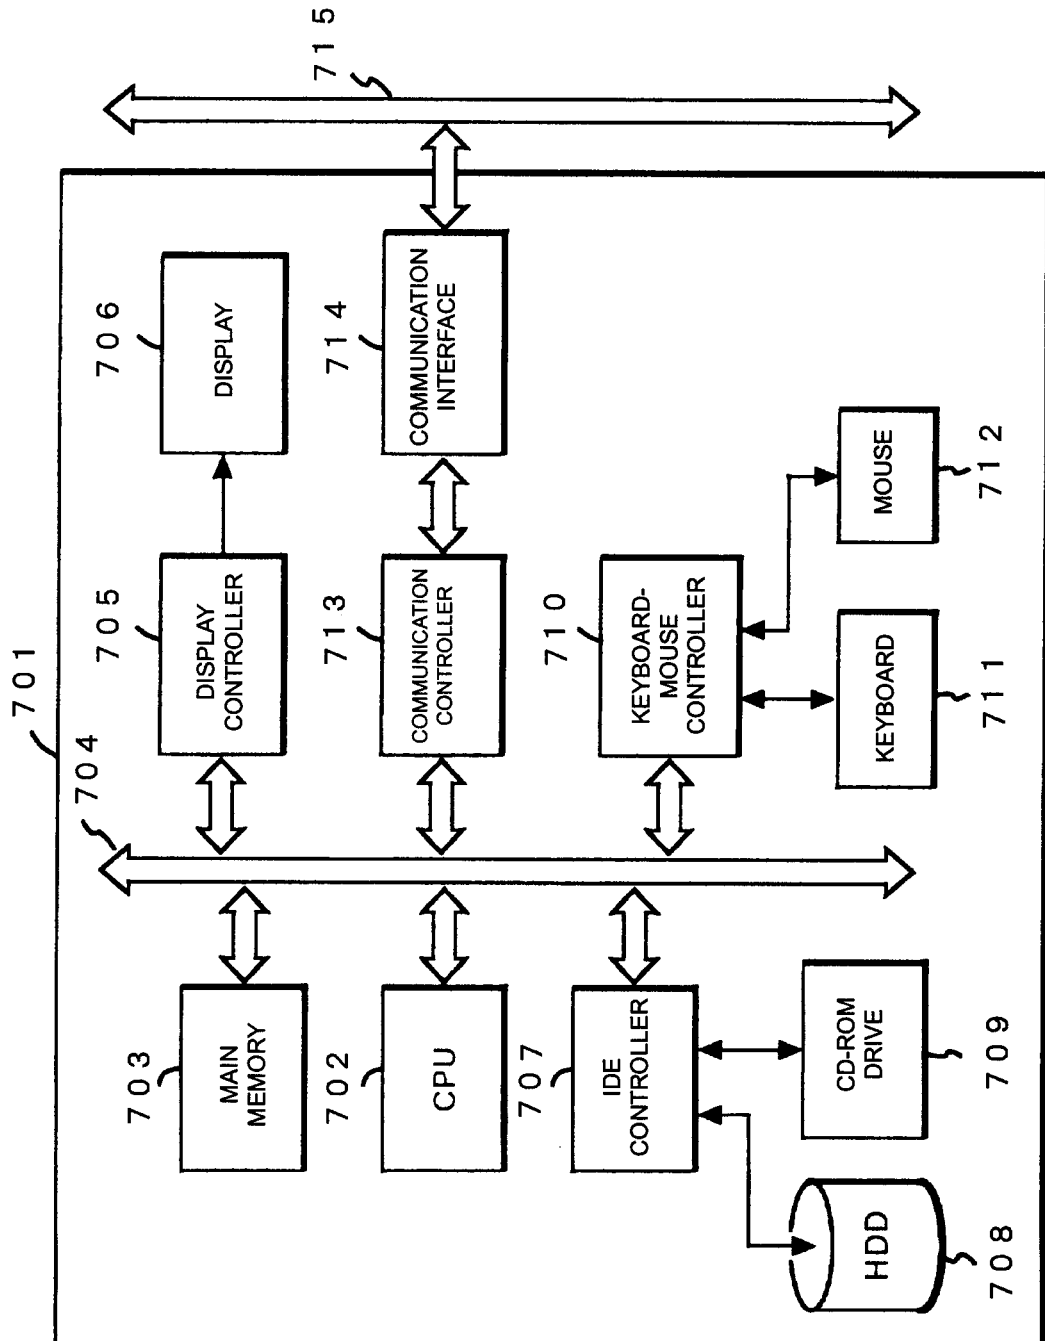 701
704
703
MAIN
MEMORY
705
DISPLAY
CONTROLLER
706
DISPLAY
715
702
CPU
713
COMMUNICATION
CONTROLLER
714
COMMUNICATION
INTERFACE
707
IDE
CONTROLLER
710
KEYBOARD-
MOUSE
CONTROLLER
HDD
708
CD-ROM
DRIVE
709
KEYBOARD
711
MOUSE
712